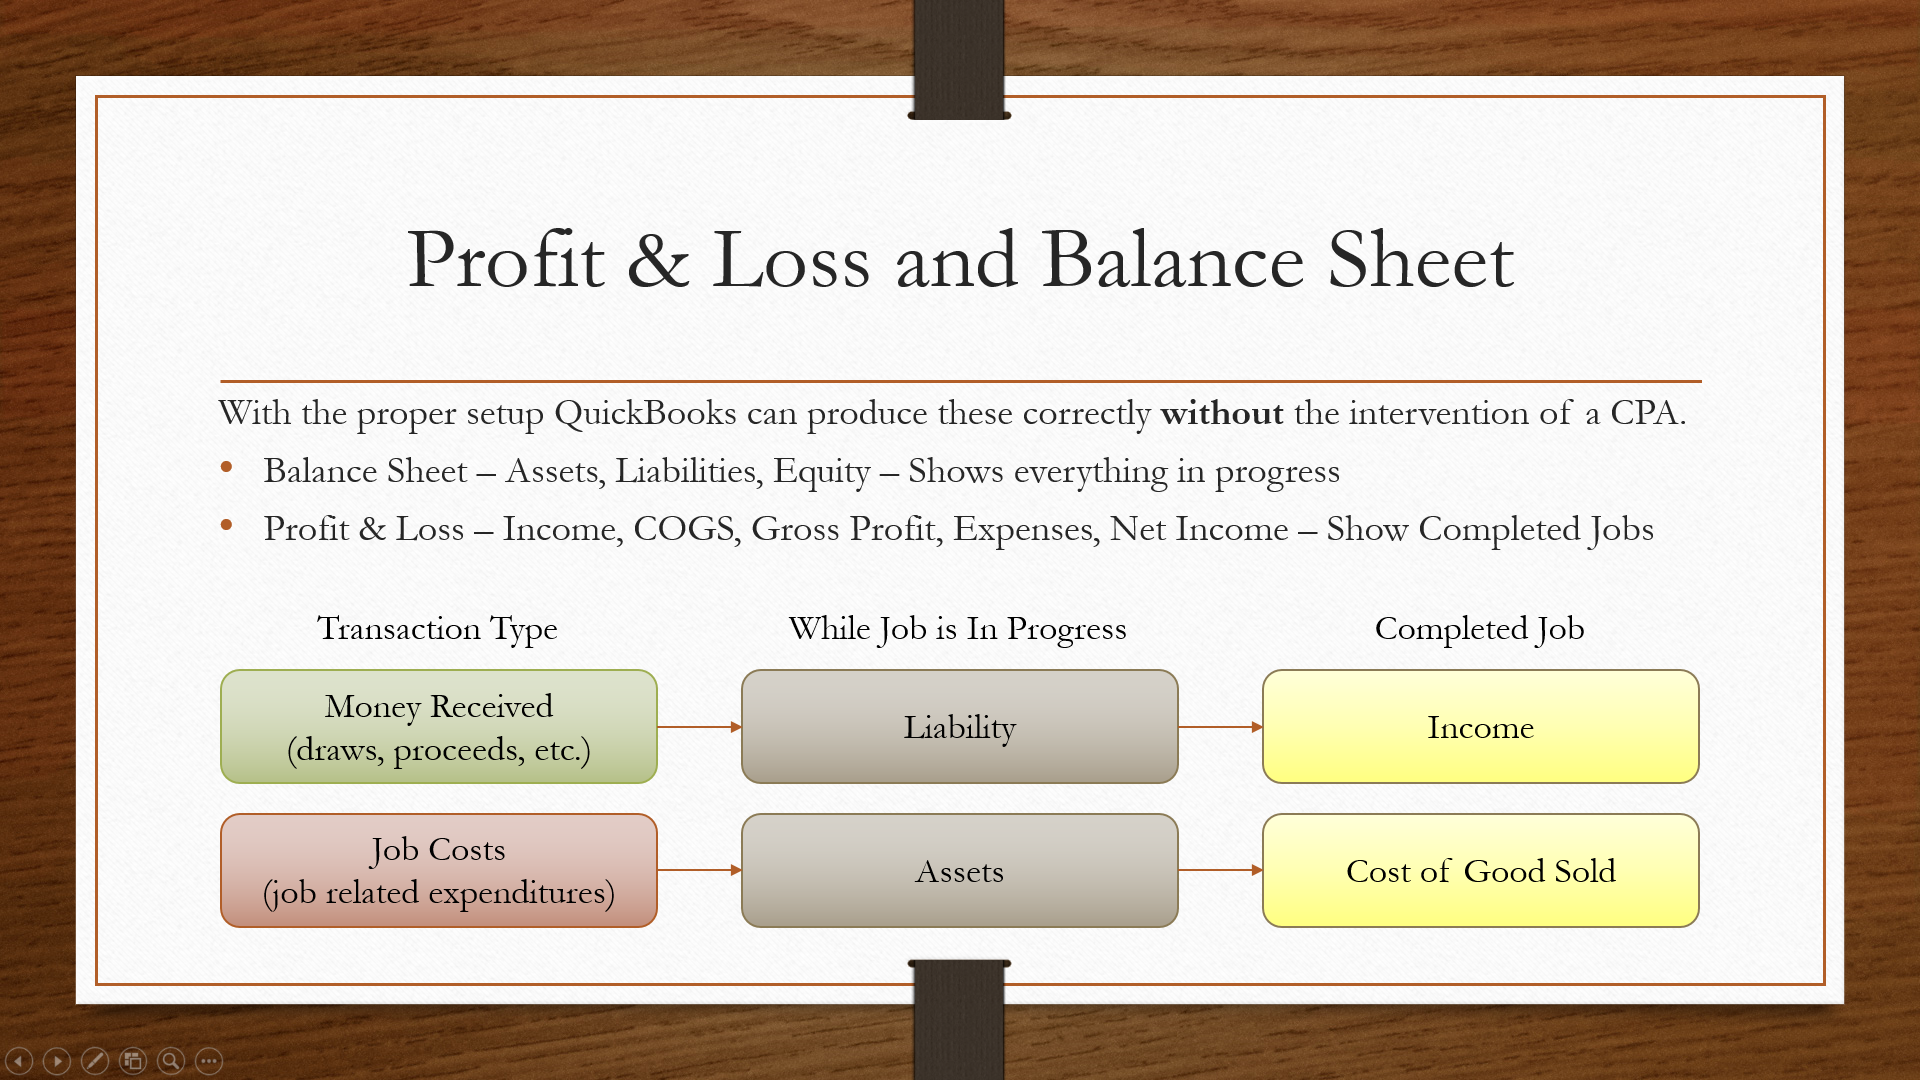 Profit & Loss and Balance Sheet
With the proper setup QuickBooks can produce these correctly without the intervention of a CPA.
• Balance Sheet – Assets, Liabilities, Equity – Shows everything in progress
• Profit & Loss – Income, COGS, Gross Profit, Expenses, Net Income – Show Completed Jobs
Transaction Type
While Job is In Progress
Completed Job
Money Received
(draws, proceeds, etc.)
Liability
Income
Job Costs
(job related expenditures)
Assets
Cost of Good Sold